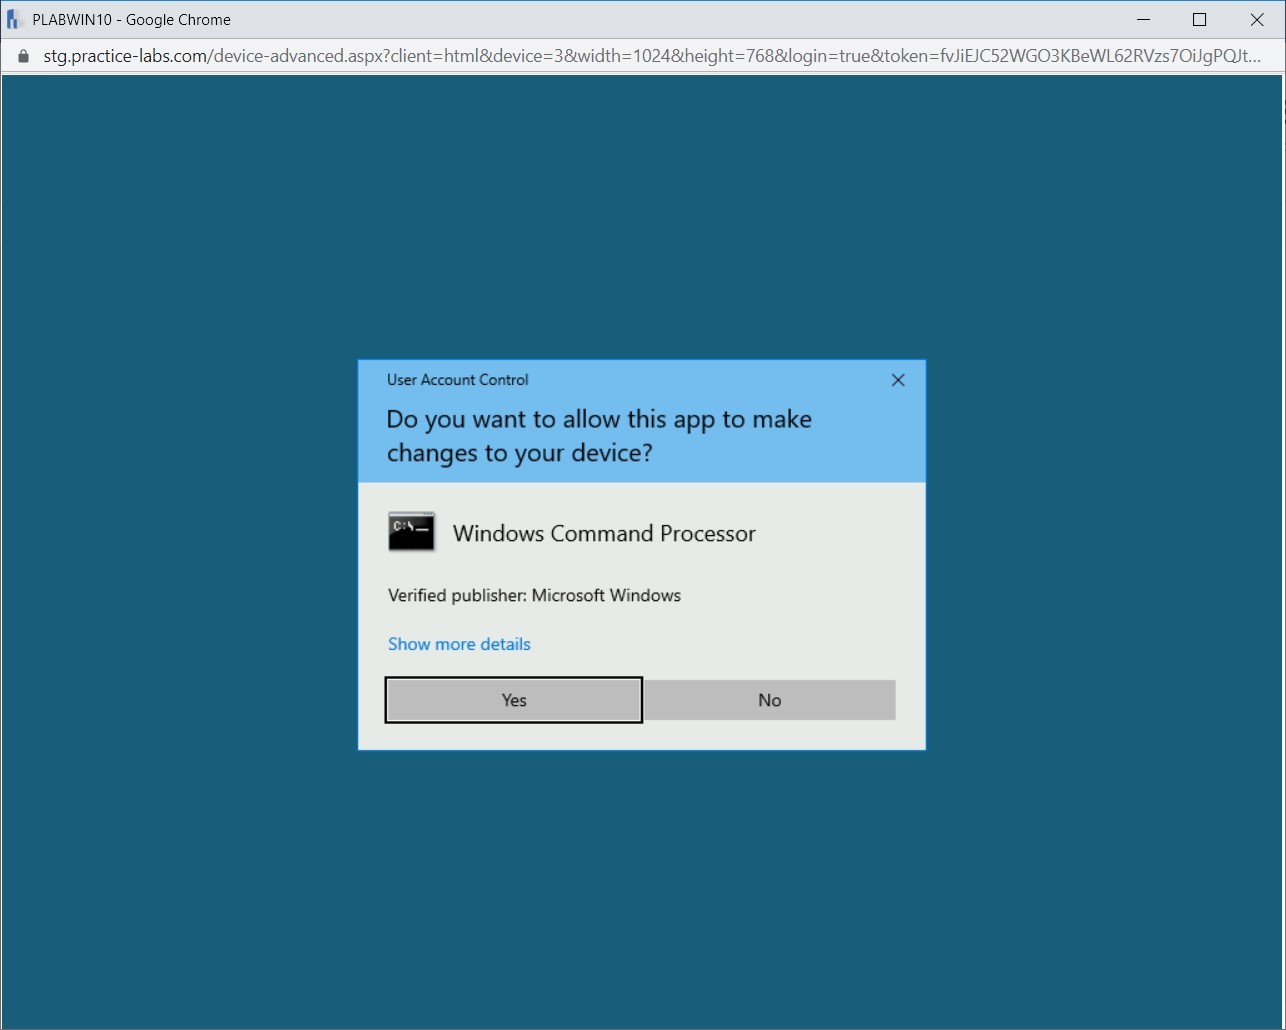 PLABWIN10 - Google Chrome
stg.practice-labs.com/device-advanced.aspx?client=html&device=3&width=1024&height=768&login=true&token=fvJiEJC52WGO3KBeWL62RVzs7OiJgPQJt...
User Account Control
Do you want to allow this app to make
changes to your device?
C:\_
Windows Command Processor
Verified publisher: Microsoft Windows
Show more details
Yes No